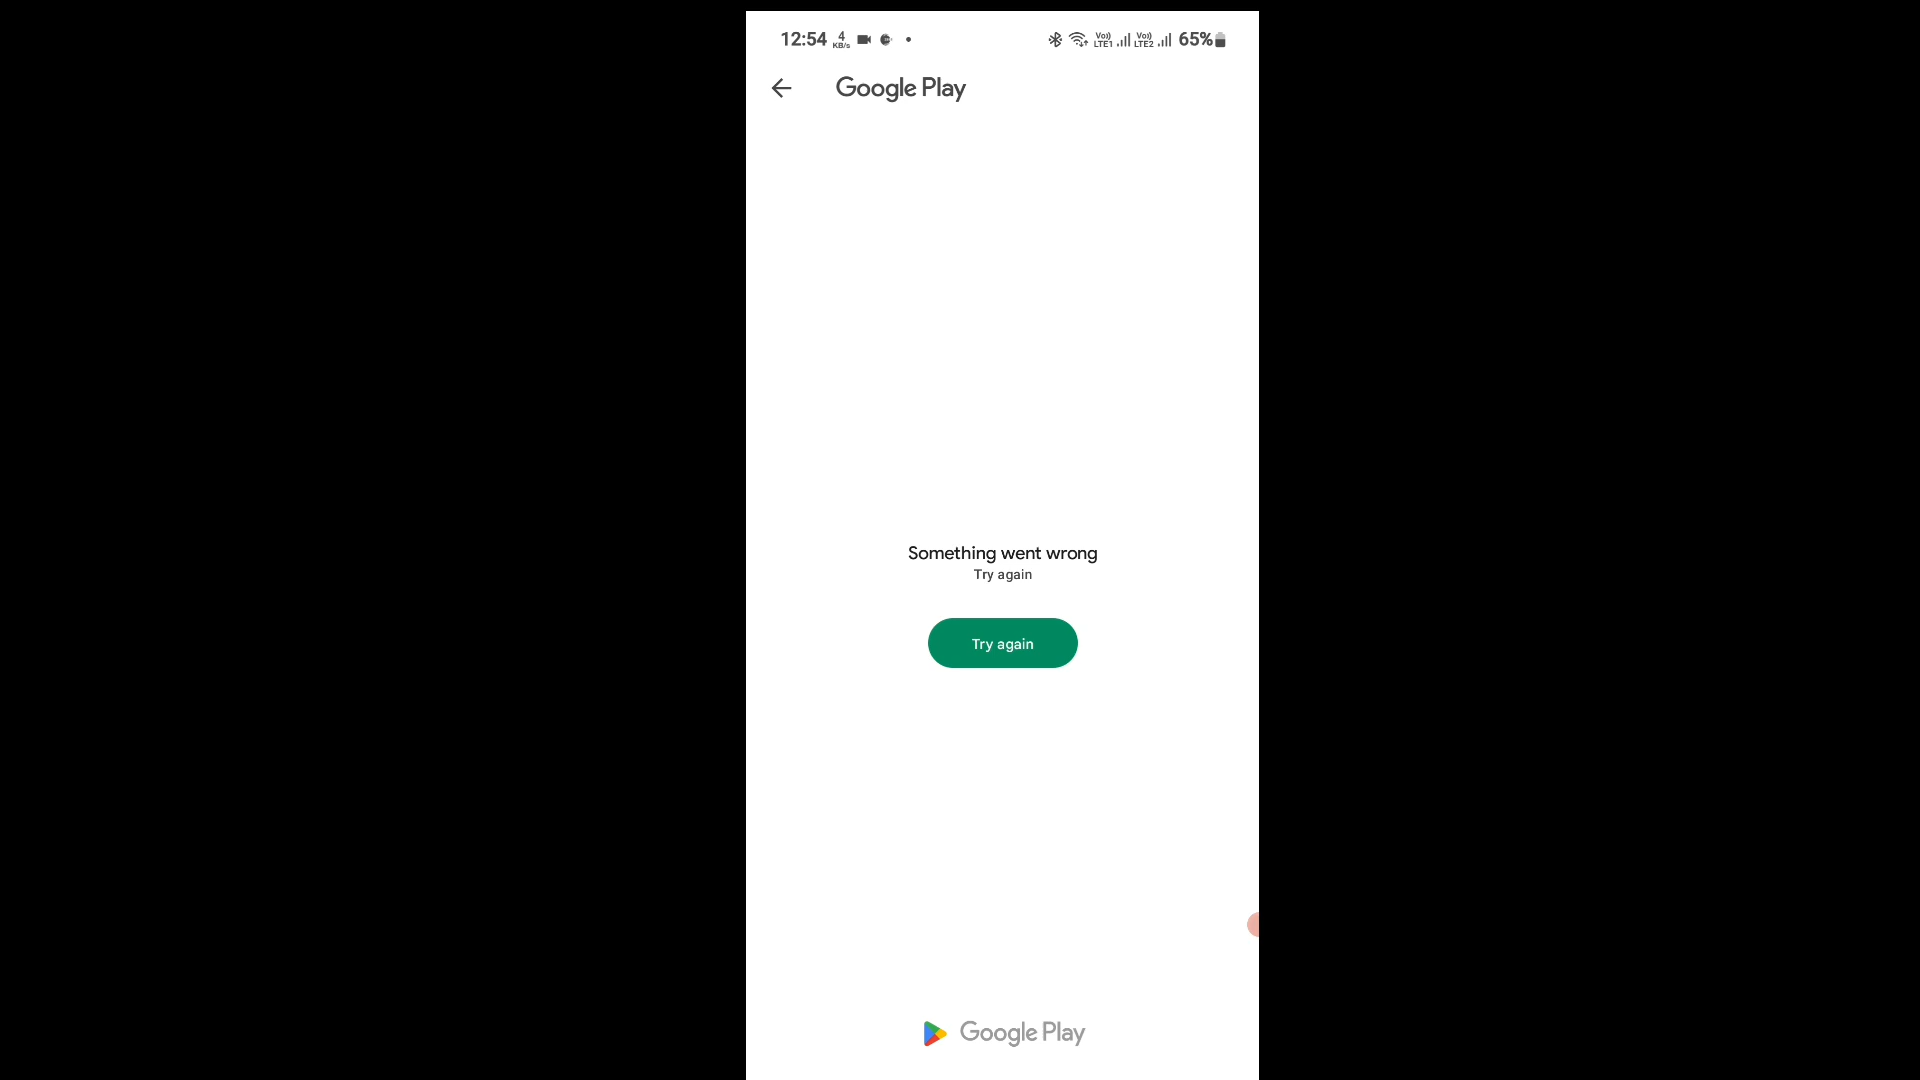 12:54 4 KB/s Vo)) LTE1 Vo)) LTE2 65%
Google Play
Something went wrong
Try again
Try again
Google Play